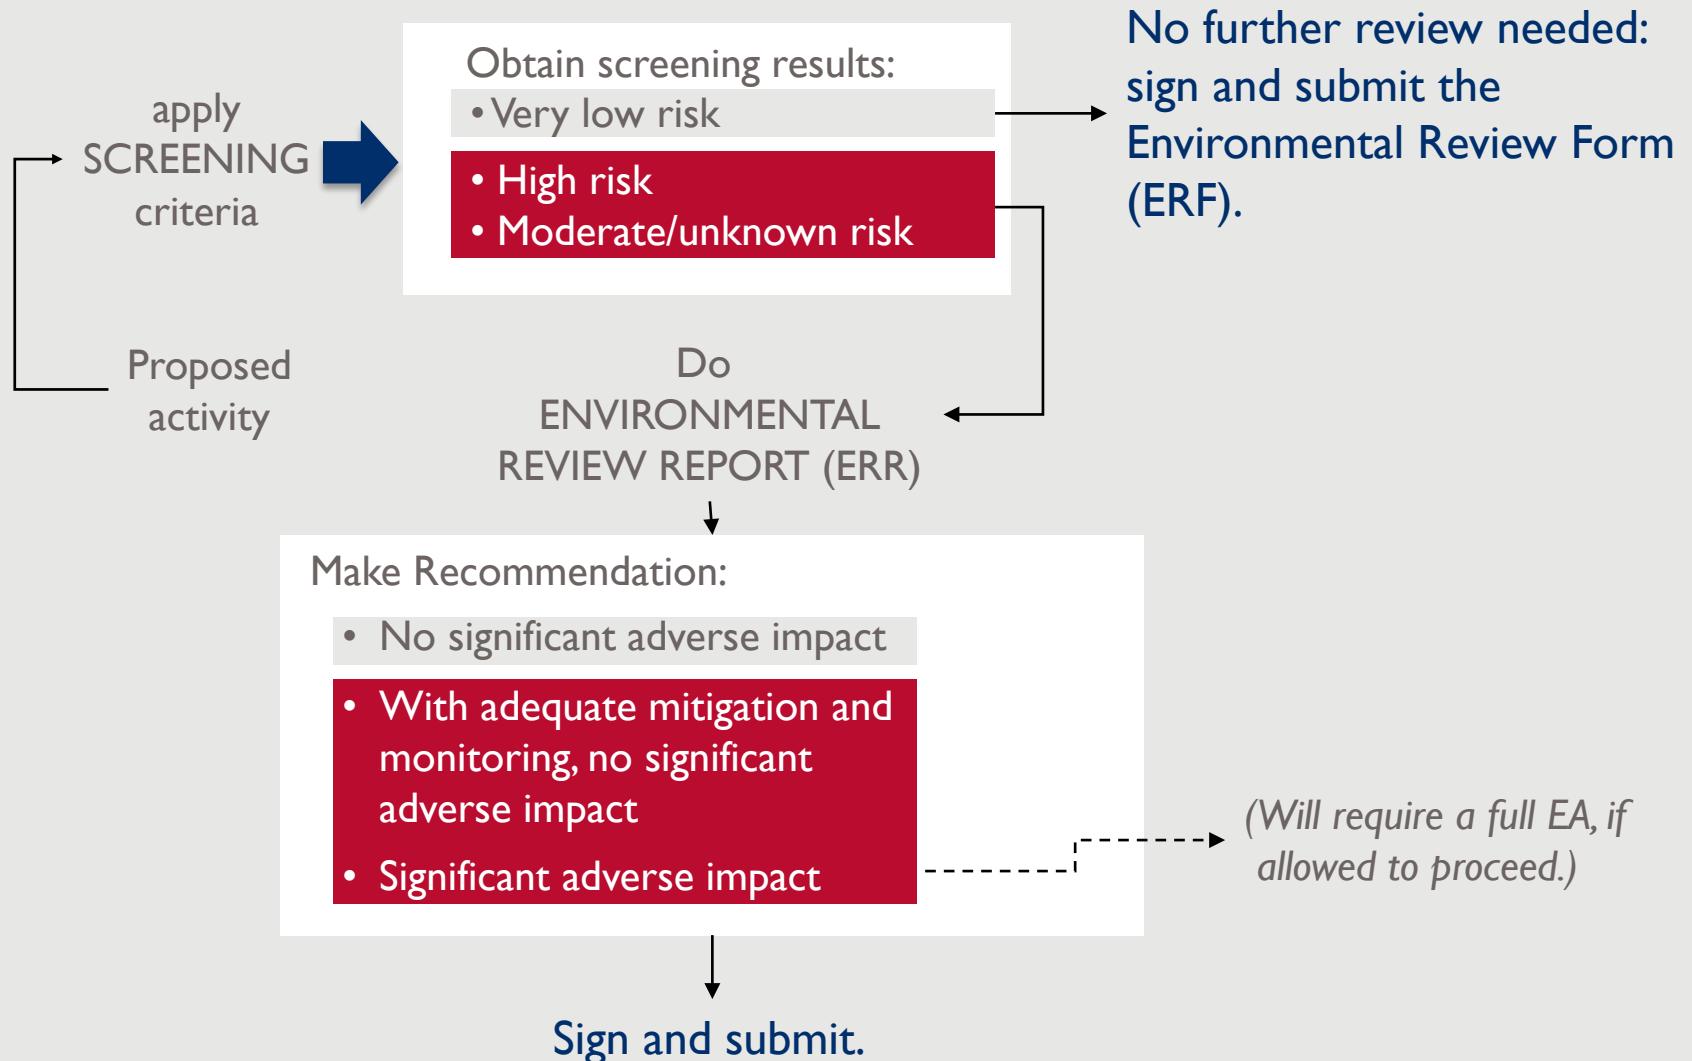 apply
SCREENING
criteria
Obtain screening results:
• Very low risk
• High risk
• Moderate/unknown risk
No further review needed:
sign and submit the
Environmental Review Form
(ERF).
Proposed
activity
Do
ENVIRONMENTAL
REVIEW REPORT (ERR)
Make Recommendation:
• No significant adverse impact
• With adequate mitigation and
monitoring, no significant
adverse impact
• Significant adverse impact
(Will require a full EA, if
allowed to proceed.)
Sign and submit.